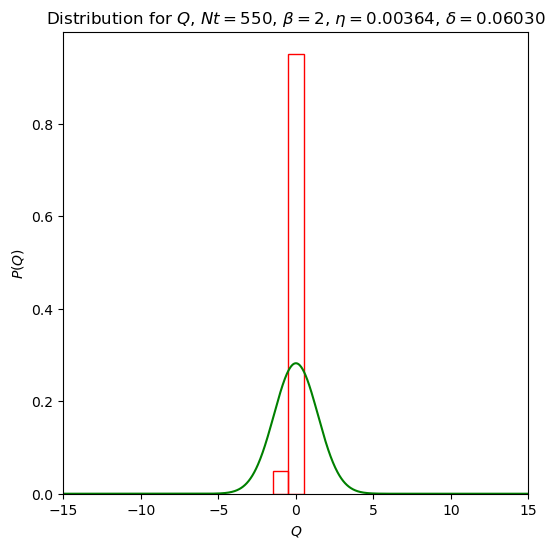 Distribution for Q, Nt = 550, β = 2, η = 0.00364, δ = 0.06030
P(Q)
0.8
0.6
0.4
0.2
0.0
−15 −10 −5 0 5 10 15
Q